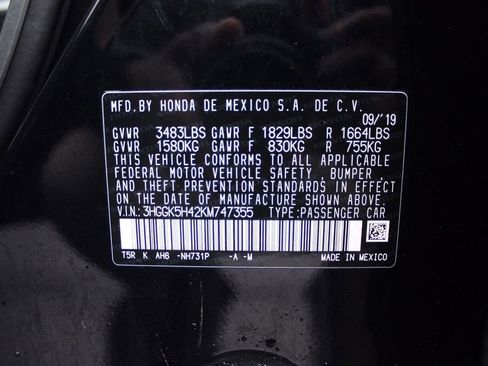 MFD.BY HONDA DE MEXICO S.A. DE C.V.
09/'19
GVWR 3483LBS GAWR F 1829LBS R 1664LBS
GVWR 1580KG GAWR F 830KG R 755KG
THIS VEHICLE CONFORMS TO ALL APPLICABLE
FEDERAL MOTOR VEHICLE SAFETY, BUMPER,
AND THEFT PREVENTION STANDARDS IN EFFECT
ON THE DATE OF MANUFACTURE SHOWN ABOVE.
V.I.N.: 3HGGK5H42KM747355 TYPE:PASSENGER CAR
T5R K AH6 -NH731P -A -M MADE IN MEXICO